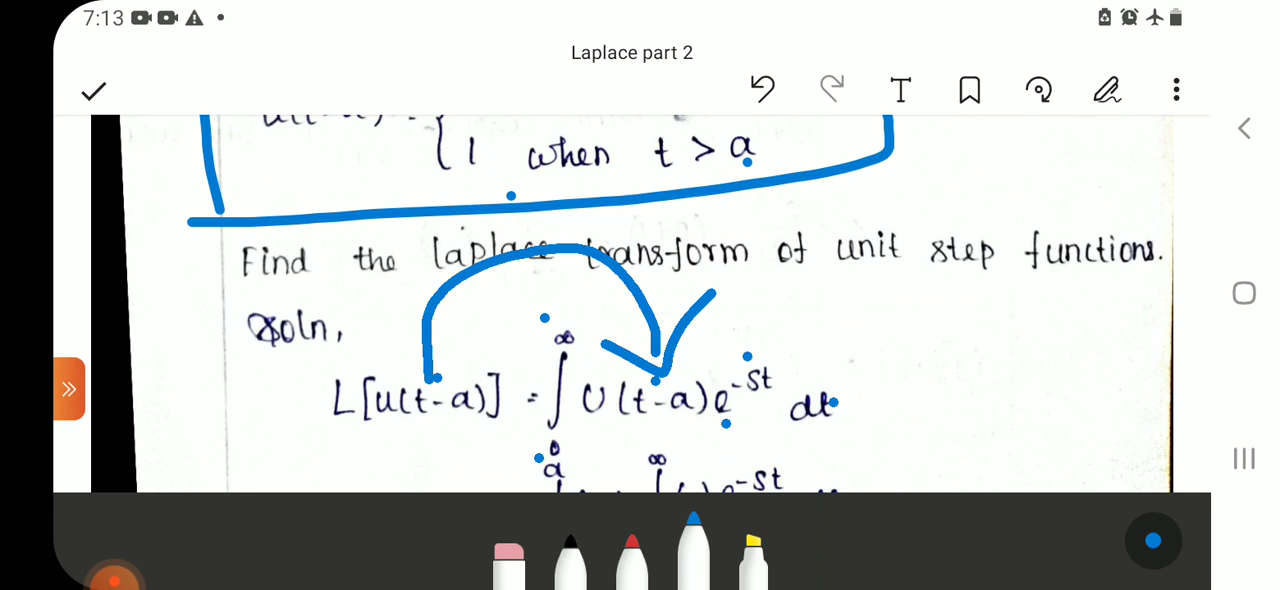 7:13
Laplace part 2
{ 1 when t > a
Find the laplace transform of unit step functions.
Soln,
L[u(t-a)] = ∫₀^∞ U(t-a)e^-st dt
a ∞ e^-st